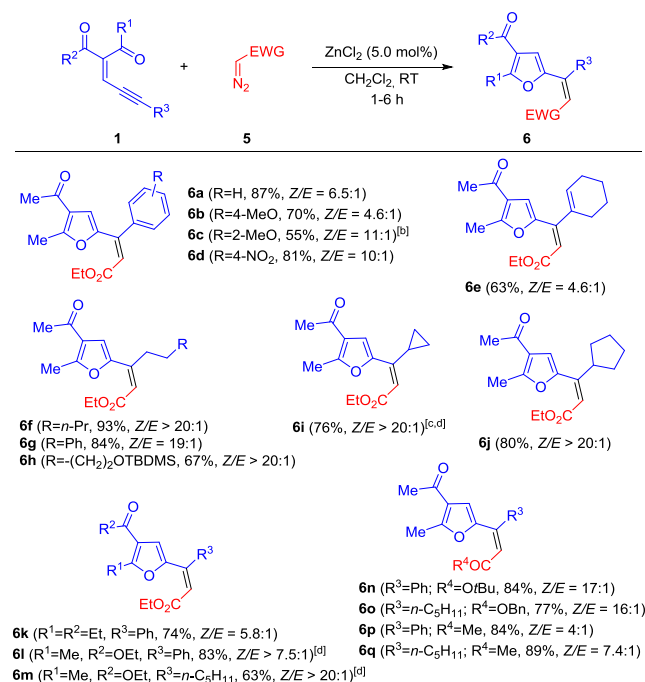 O R¹
R² O
R³
1
+
EWG
N₂
5
ZnCl₂ (5.0 mol%)
CH₂Cl₂, RT
1-6 h
O
R²
R³
R¹ O
EWG
6
O
Me
R
Me O
EtO₂C
6a (R=H, 87%, Z/E = 6.5:1)
6b (R=4-MeO, 70%, Z/E = 4.6:1)
6c (R=2-MeO, 55%, Z/E = 11:1)[b]
6d (R=4-NO₂, 81%, Z/E = 10:1)
O
Me
Me O
EtO₂C
6e
(63%, Z/E = 4.6:1)
O
Me
R
Me O
EtO₂C
6f (R=n-Pr, 93%, Z/E > 20:1)
6g (R=Ph, 84%, Z/E = 19:1)
6h (R=-(CH₂)₂OTBDMS, 67%, Z/E > 20:1)
O
Me
Me O
EtO₂C
6i (76%, Z/E > 20:1)[c,d]
O
Me
Me O
EtO₂C
6j (80%, Z/E > 20:1)
O
R²
R³
R¹ O
EtO₂C
6k (R¹=R²=Et, R³=Ph, 74%, Z/E = 5.8:1)
6l (R¹=Me, R²=OEt, R³=Ph, 83%, Z/E > 7.5:1)[d]
6m (R¹=Me, R²=OEt, R³=n-C₅H₁₁, 63%, Z/E > 20:1)[d]
O
Me
R³
Me O
R⁴OC
6n (R³=Ph; R⁴=OtBu, 84%, Z/E = 17:1)
6o (R³=n-C₅H₁₁; R⁴=OBn, 77%, Z/E = 16:1)
6p (R³=Ph; R⁴=Me, 84%, Z/E = 4:1)
6q (R³=n-C₅H₁₁; R⁴=Me, 89%, Z/E = 7.4:1)